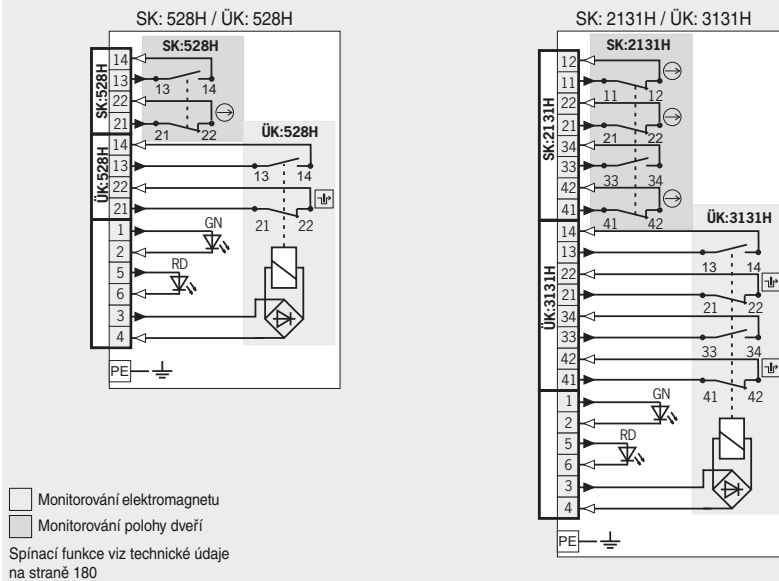 SK: 528H / ÜK: 528H
SK:528H
SK:528H
14
13
22
21
13 14
21 22
ÜK:528H
ÜK:528H
14
13
22
21
13 14
21 22
1
2
5
6
3
4
GN
RD
PE
SK: 2131H / ÜK: 3131H
SK:2131H
SK:2131H
12
11
22
21
34
33
42
41
11 12
21 22
33 34
41 42
ÜK:3131H
ÜK:3131H
14
13
22
21
34
33
42
41
13 14
21 22
33 34
41 42
1
2
5
6
3
4
GN
RD
PE
Monitorování elektromagnetu
Monitorování polohy dveří
Spínací funkce viz technické údaje
na straně 180